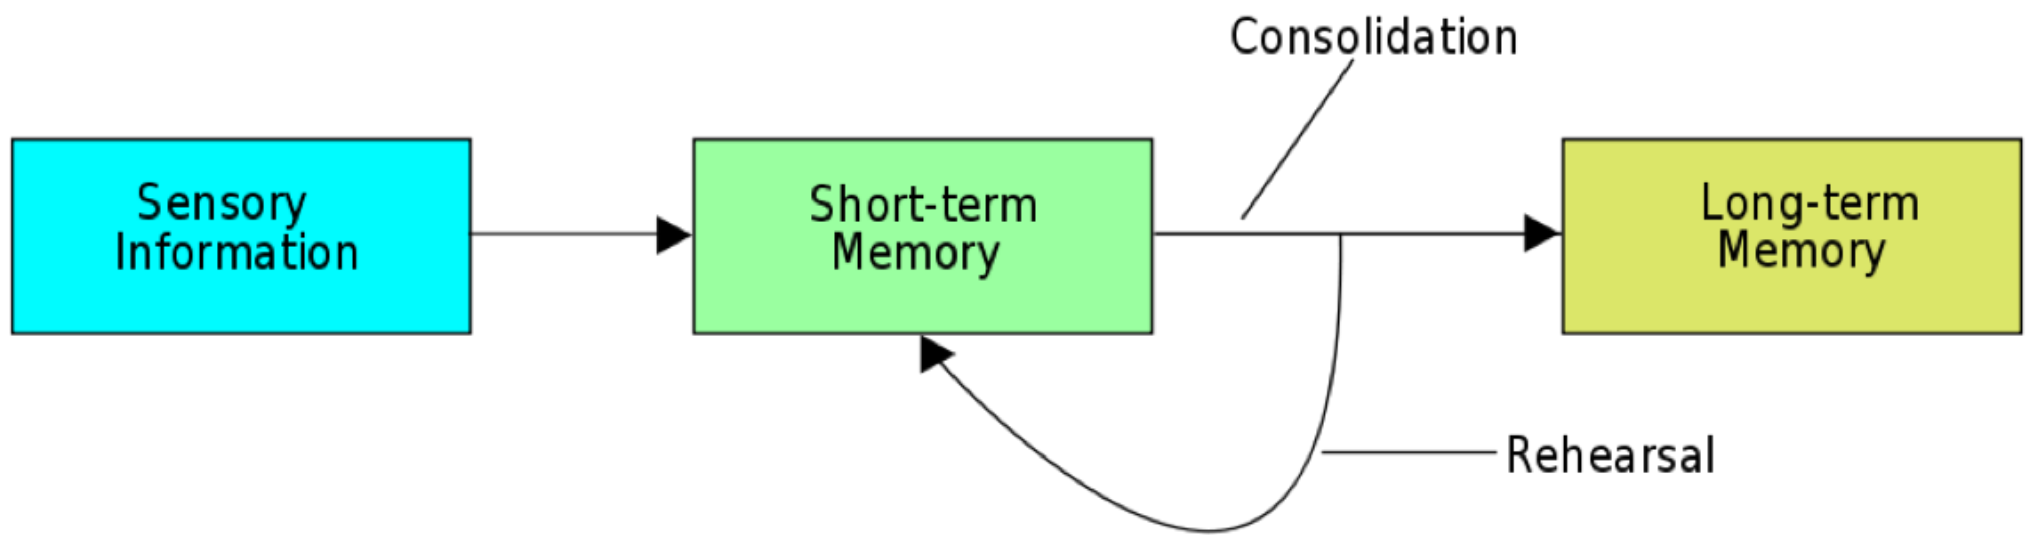 Consolidation
Sensory
Information
Short-term
Memory
Long-term
Memory
Rehearsal